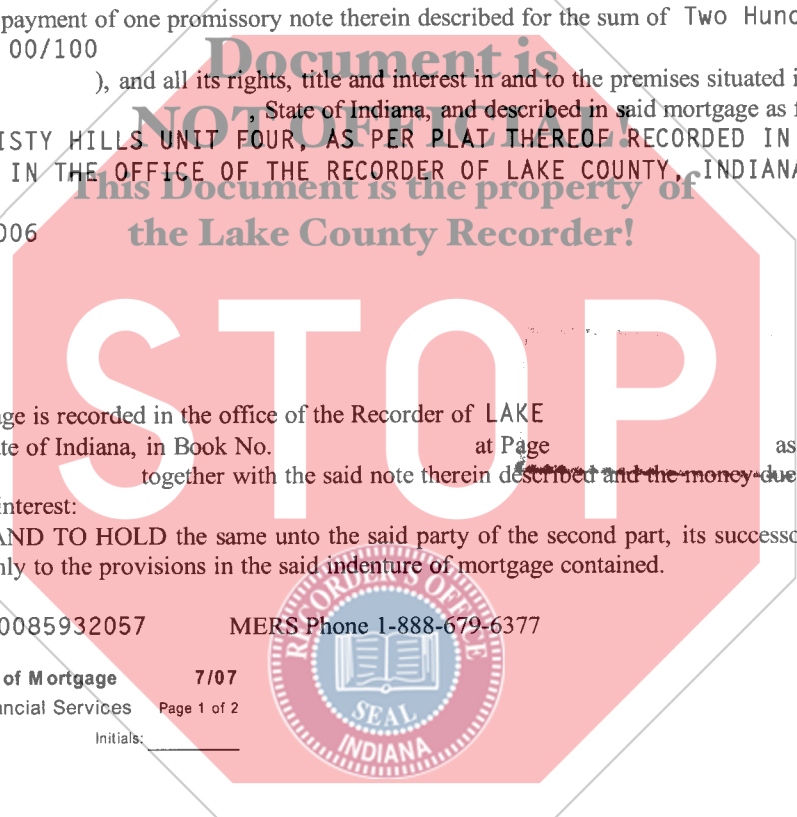 payment of one promissory note therein described for the sum of Two Hund
00/100
Document is
), and all its rights, title and interest in and to the premises situated i
, State of Indiana, and described in said mortgage as f
NOT OFFICIAL!
ISTY HILLS UNIT FOUR, AS PER PLAT THEREOF RECORDED IN
IN THE OFFICE OF THE RECORDER OF LAKE COUNTY, INDIANA
This Document is the property of
006
the Lake County Recorder!
STOP
age is recorded in the office of the Recorder of LAKE
te of Indiana, in Book No. at Page as
together with the said note therein described and the money due
interest:
AND TO HOLD the same unto the said party of the second part, its successo
nly to the provisions in the said indenture of mortgage contained.
0085932057 MERS Phone 1-888-679-6377
of Mortgage 7/07
ancial Services Page 1 of 2
Initials:
RECORDER'S OFFICE
SEAL
INDIANA